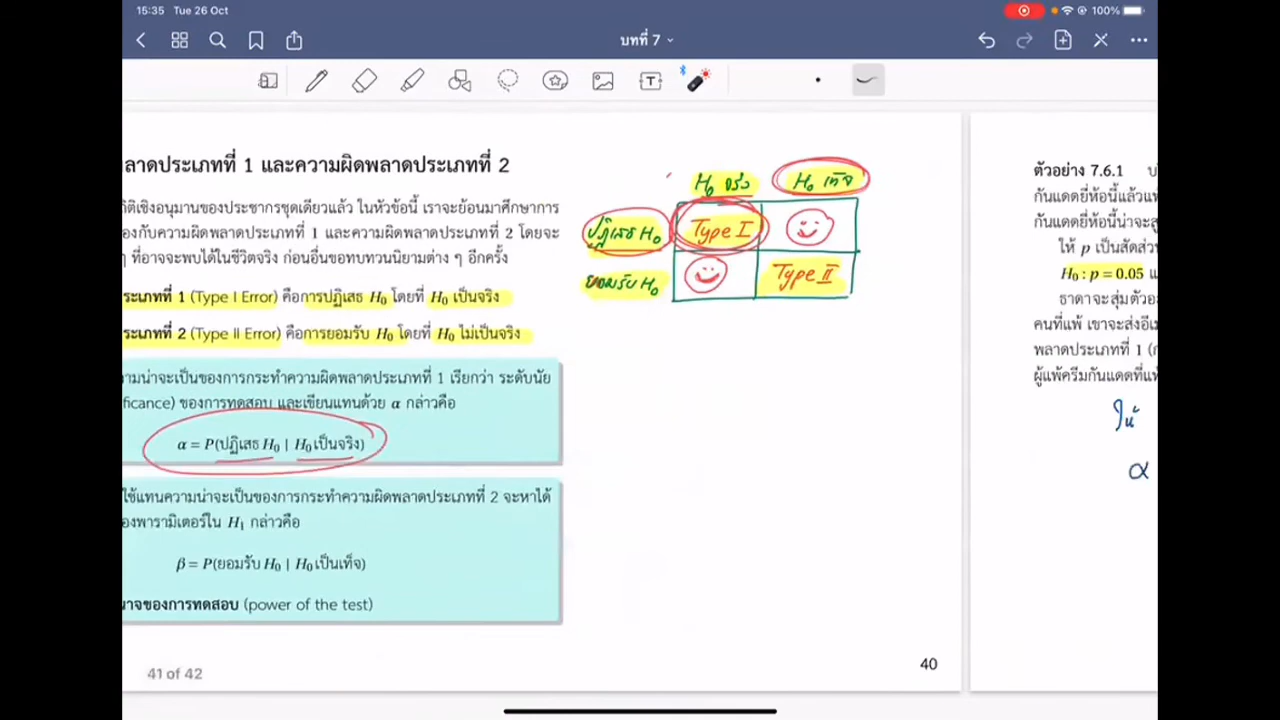 15:35 Tue 26 Oct
100%
บทที่ 7
ลาดประเภทที่ 1 และความผิดพลาดประเภทที่ 2
ถิติเชิงอนุมานของประชากรชุดเดียวแล้ว ในหัวข้อนี้ เราจะย้อนมาศึกษาการ
องกับความผิดพลาดประเภทที่ 1 และความผิดพลาดประเภทที่ 2 โดยจะ
ๆ ที่อาจจะพบได้ในชีวิตจริง ก่อนอื่นขอทบทวนนิยามต่าง ๆ อีกครั้ง
ประเภทที่ 1 (Type I Error) คือการปฏิเสธ H₀ โดยที่ H₀ เป็นจริง
ประเภทที่ 2 (Type II Error) คือการยอมรับ H₀ โดยที่ H₀ ไม่เป็นจริง
วามน่าจะเป็นของการกระทำความผิดพลาดประเภทที่ 1 เรียกว่า ระดับนัย
ificance) ของการทดสอบ และเขียนแทนด้วย α กล่าวคือ
α = P(ปฏิเสธ H₀ | H₀ เป็นจริง)
ใช้แทนความน่าจะเป็นของการกระทำความผิดพลาดประเภทที่ 2 จะหาได้
องพารามิเตอร์ใน H₁ กล่าวคือ
β = P(ยอมรับ H₀ | H₀ เป็นเท็จ)
นาจของการทดสอบ (power of the test)
41 of 42
40
H₀ จริง H₀ เท็จ
ปฏิเสธ H₀ Type I
ยอมรับ H₀ Type II
ตัวอย่าง 7.6.1 บ
กันแดดยี่ห้อนี้แล้วแ
กันแดดยี่ห้อนี้น่าจะสู
ให้ p เป็นสัดส่ว
H₀ : p = 0.05 แ
ธาดาจะสุ่มตัวอ
คนที่แพ้ เขาจะส่งอีเ
พลาดประเภทที่ 1 (ก
ผู้แพ้ครีมกันแดดที่แท้
ให้
α